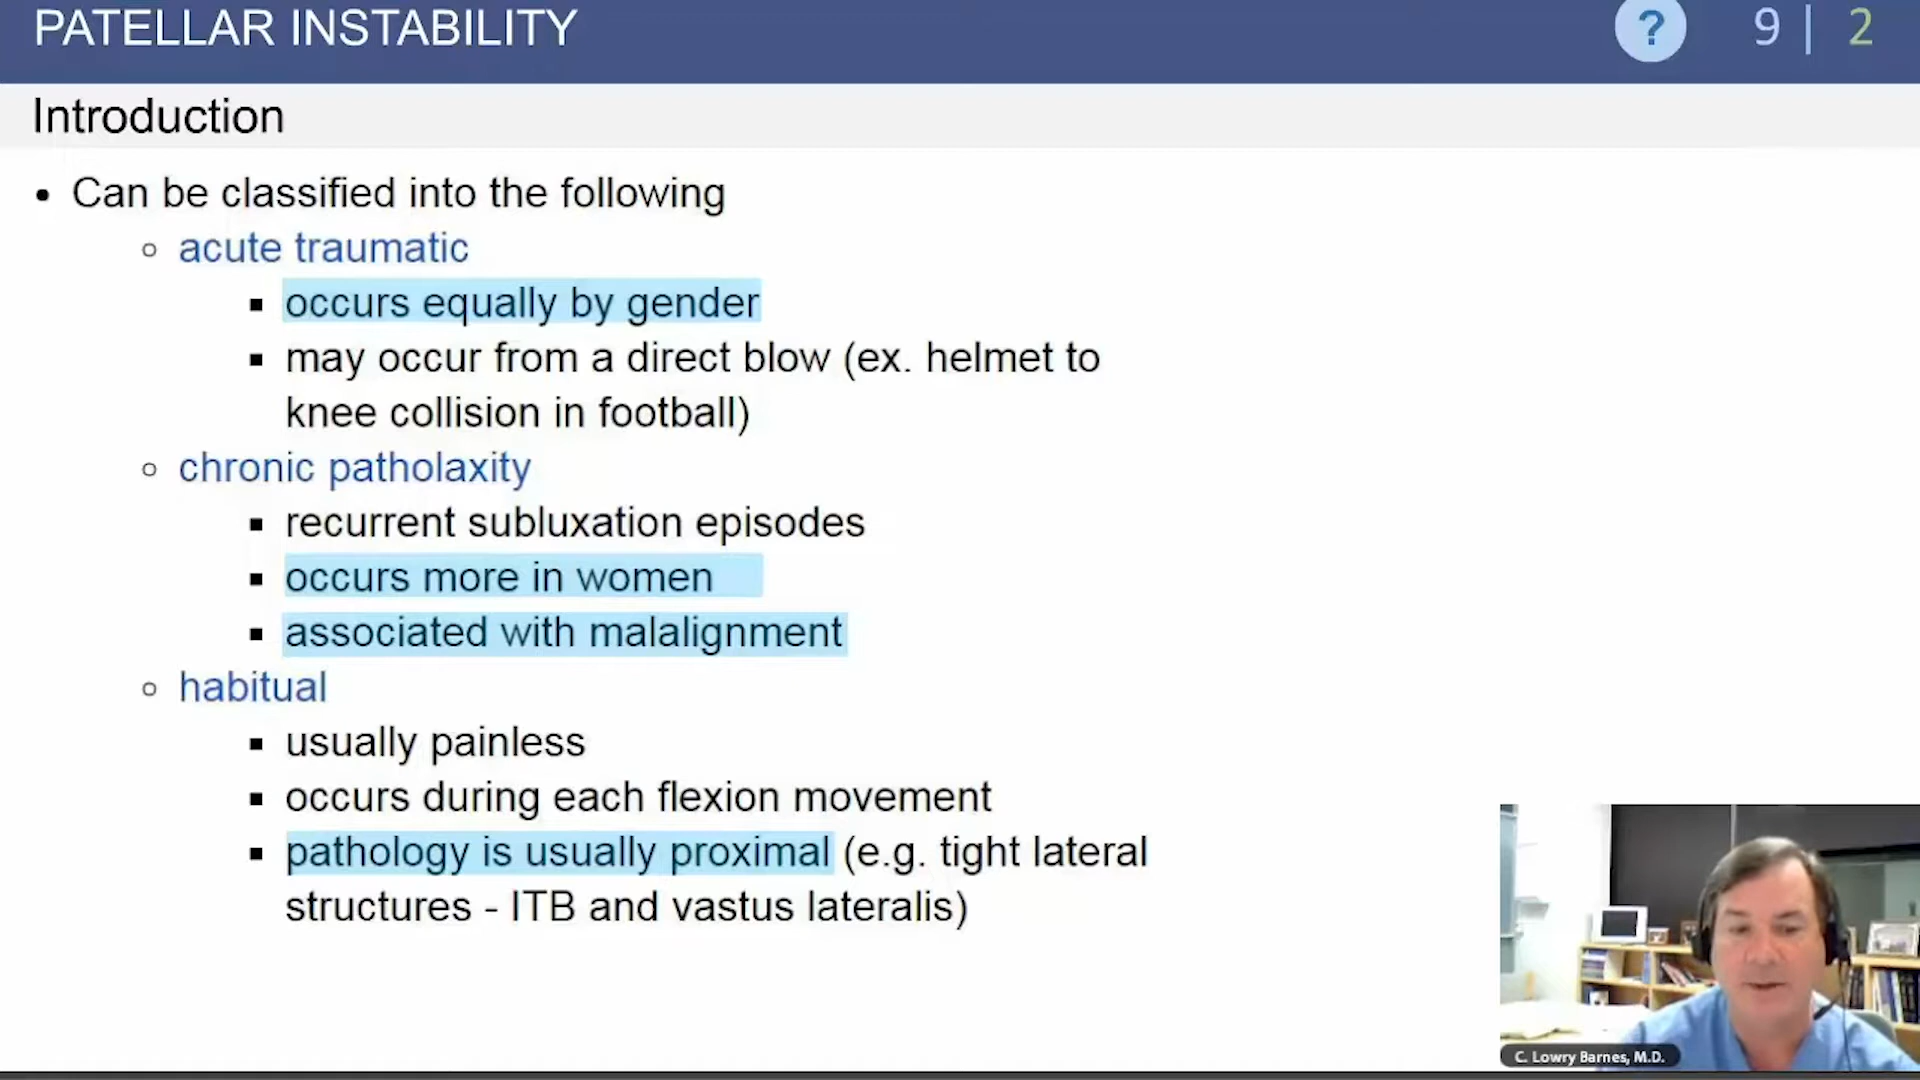 PATELLAR INSTABILITY
? 9 | 2
Introduction
• Can be classified into the following
○ acute traumatic
▪ occurs equally by gender
▪ may occur from a direct blow (ex. helmet to
knee collision in football)
○ chronic patholaxity
▪ recurrent subluxation episodes
▪ occurs more in women
▪ associated with malalignment
○ habitual
▪ usually painless
▪ occurs during each flexion movement
▪ pathology is usually proximal (e.g. tight lateral
structures - ITB and vastus lateralis)
C. Lowry Barnes, M.D.